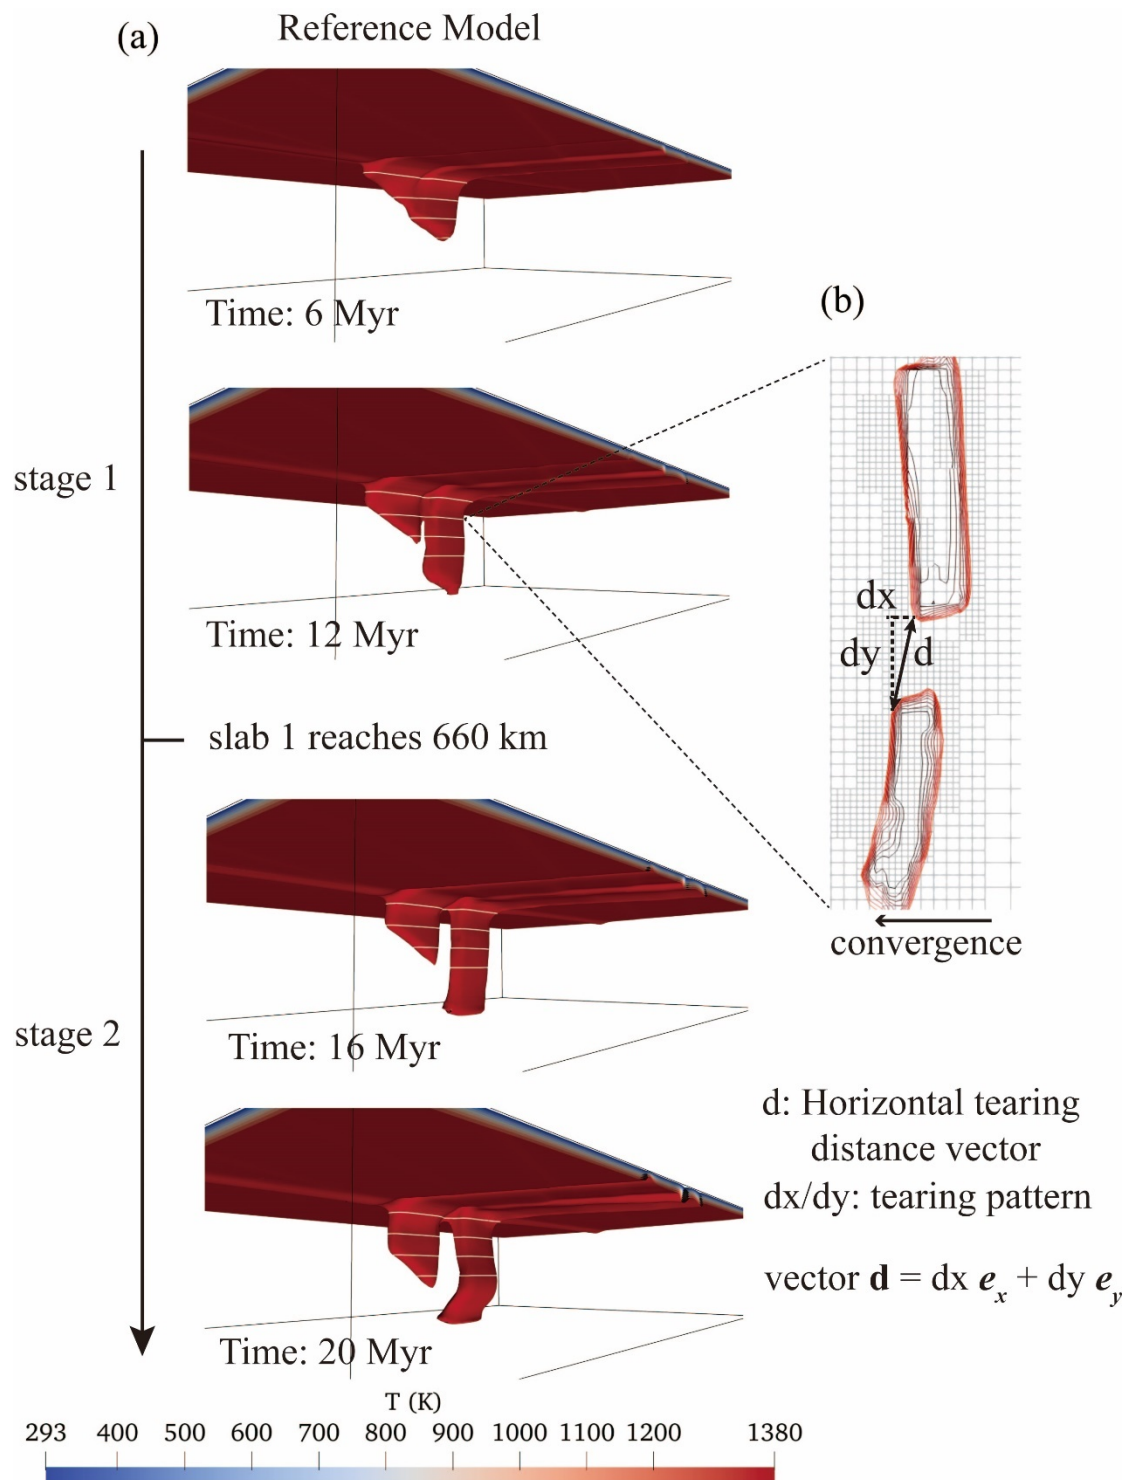 (a)
Reference Model
Time: 6 Myr
(b)
stage 1
Time: 12 Myr
dx
dy
d
convergence
slab 1 reaches 660 km
stage 2
Time: 16 Myr
d: Horizontal tearing
distance vector
dx/dy: tearing pattern
vector d = dx e_x + dy e_y
Time: 20 Myr
T (K)
293 400 500 600 700 800 900 1000 1100 1200 1380